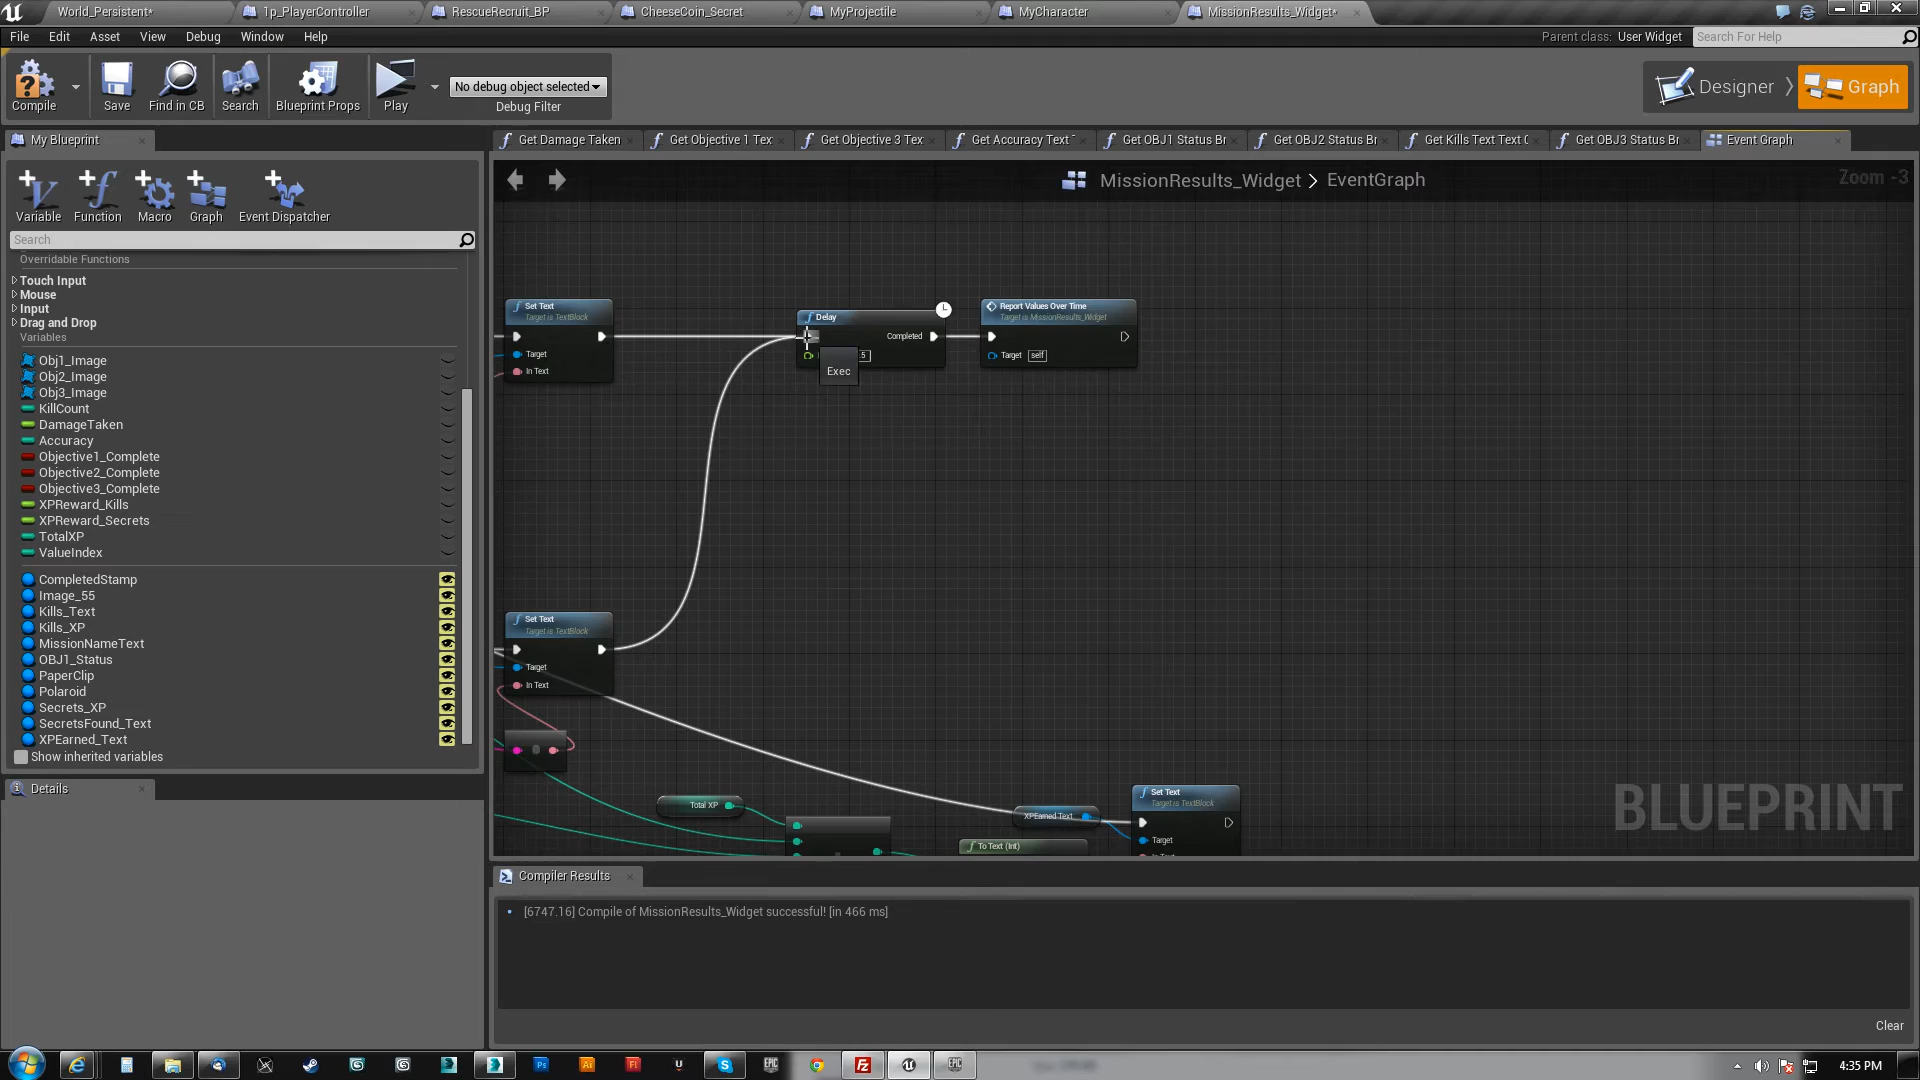 World_Persistent*
1p_PlayerController
RescueRecruit_BP
CheeseCoin_Secret
MyProjectile
MyCharacter
MissionResults_Widget*
File Edit Asset View Debug Window Help
Parent class: User Widget
Search For Help
Compile
Save
Find in CB
Search
Blueprint Props
Play
No debug object selected
Debug Filter
Designer
Graph
My Blueprint
Get Damage Taken
Get Objective 1 Tex
Get Objective 3 Tex
Get Accuracy Text
Get OBJ1 Status Br
Get OBJ2 Status Br
Get Kills Text Text
Get OBJ3 Status Br
Event Graph
Variable
Function
Macro
Graph
Event Dispatcher
MissionResults_Widget > EventGraph
Zoom -3
Search
Overridable Functions
Touch Input
Mouse
Input
Drag and Drop
Variables
Obj1_Image
Obj2_Image
Obj3_Image
KillCount
DamageTaken
Accuracy
Objective1_Complete
Objective2_Complete
Objective3_Complete
XPReward_Kills
XPReward_Secrets
TotalXP
ValueIndex
CompletedStamp
Image_55
Kills_Text
Kills_XP
MissionNameText
OBJ1_Status
PaperClip
Polaroid
Secrets_XP
SecretsFound_Text
XPEarned_Text
Show inherited variables
Details
Set Text
Target is TextBlock
Target
In Text
Delay
Completed
Exec
Report Values Over Time
Target is MissionResults_Widget
Target self
Set Text
Target is TextBlock
Target
In Text
Total XP
XPEarned Text
To Text (Int)
Set Text
Target is TextBlock
Target
BLUEPRINT
Compiler Results
[6747.16] Compile of MissionResults_Widget successful! [in 466 ms]
Clear
4:35 PM